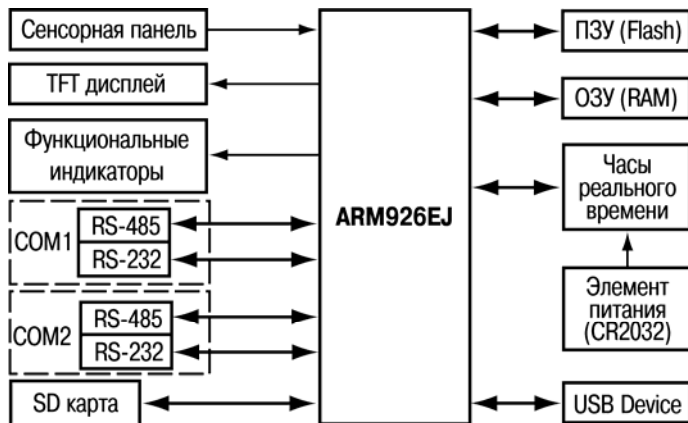 Сенсорная панель
TFT дисплей
Функциональные
индикаторы
COM1
RS-485
RS-232
COM2
RS-485
RS-232
SD карта
ARM926EJ
ПЗУ (Flash)
ОЗУ (RAM)
Часы
реального
времени
Элемент
питания
(CR2032)
USB Device